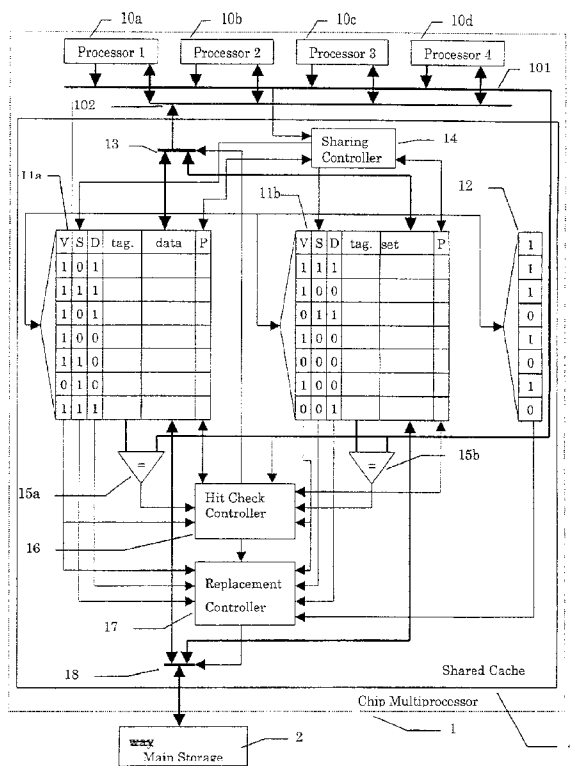 10a 10b 10c 10d
Processor 1 Processor 2 Processor 3 Processor 4
101
102
13 Sharing Controller 14
11a 11b 12
V S D tag. data P V S D tag. set P 1
1 0 1 1 1 1 1
1 1 1 1 0 0 1
1 0 1 0 1 1 0
1 0 0 1 0 0 1
1 1 0 1 0 0 0
0 1 0 0 0 0 1
1 1 1 0 0 1 0
= =
15a 15b
Hit Check
Controller
16
Replacement
Controller
17
18
Shared Cache
Chip Multiprocessor
1
way 2
Main Storage